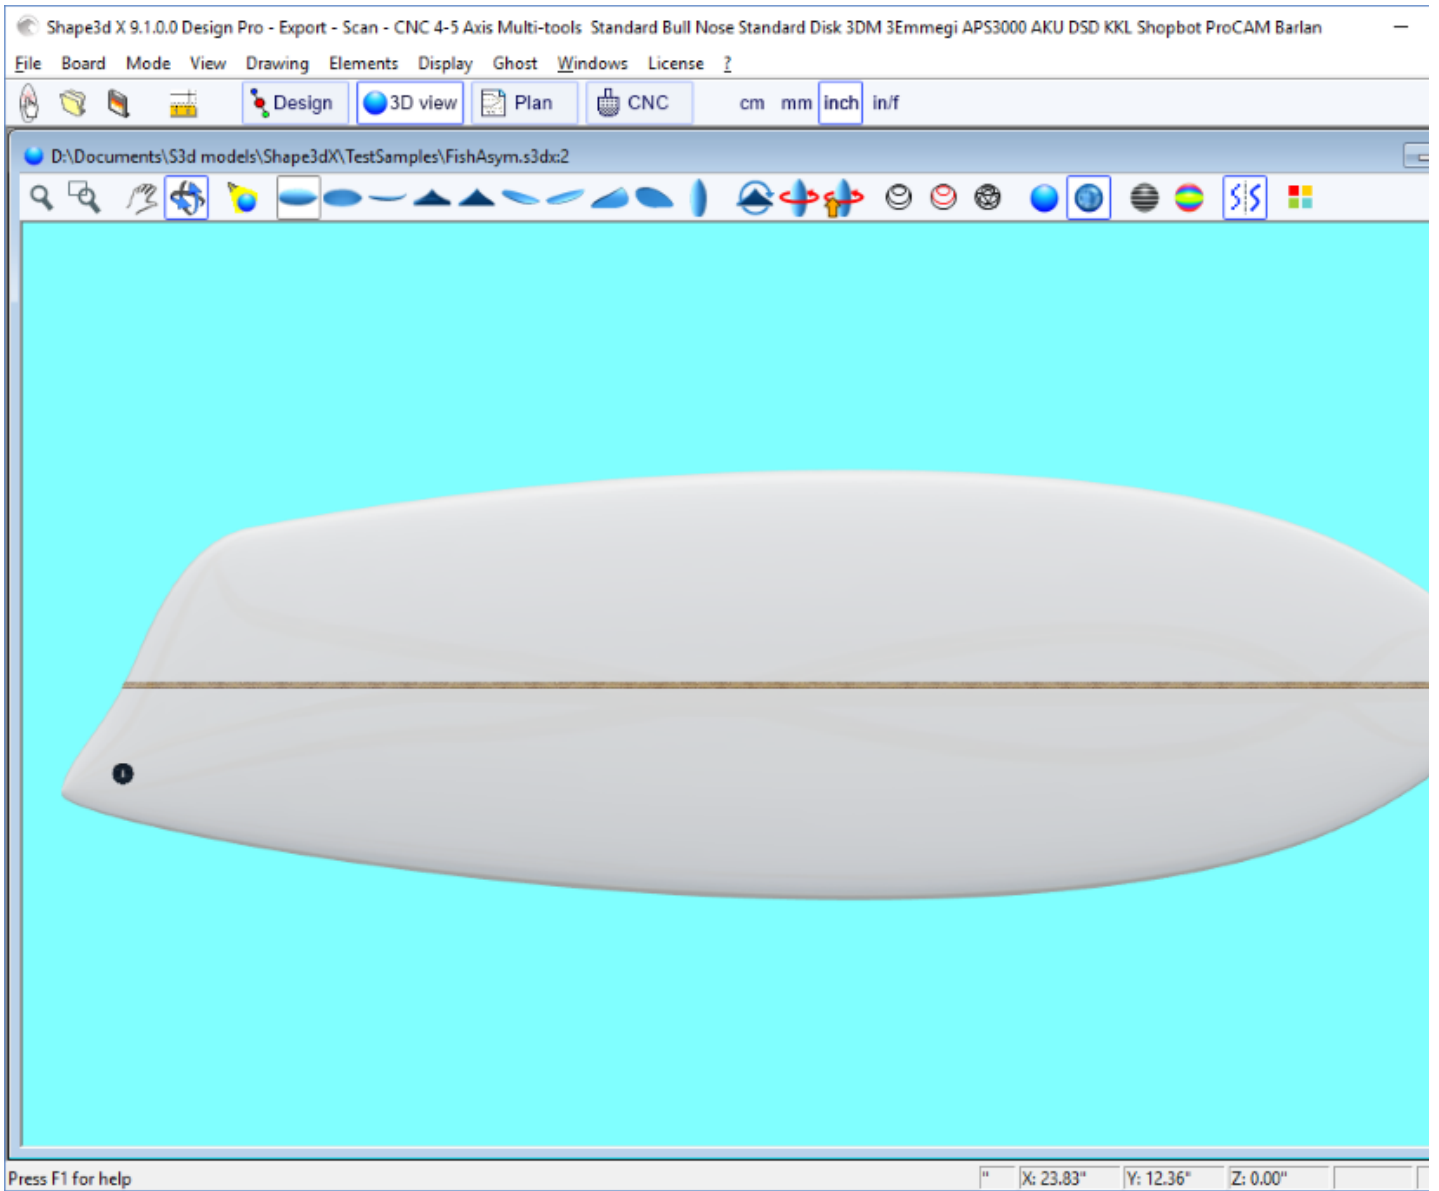 Shape3d X 9.1.0.0 Design Pro - Export - Scan - CNC 4-5 Axis Multi-tools Standard Bull Nose Standard Disk 3DM 3Emmegi APS3000 AKU DSD KKL Shopbot ProCAM Barlan
File Board Mode View Drawing Elements Display Ghost Windows License ?
Design 3D view Plan CNC cm mm inch in/f
D:\Documents\S3d models\Shape3dX\TestSamples\FishAsym.s3dx:2
Press F1 for help " X: 23.83" Y: 12.36" Z: 0.00"